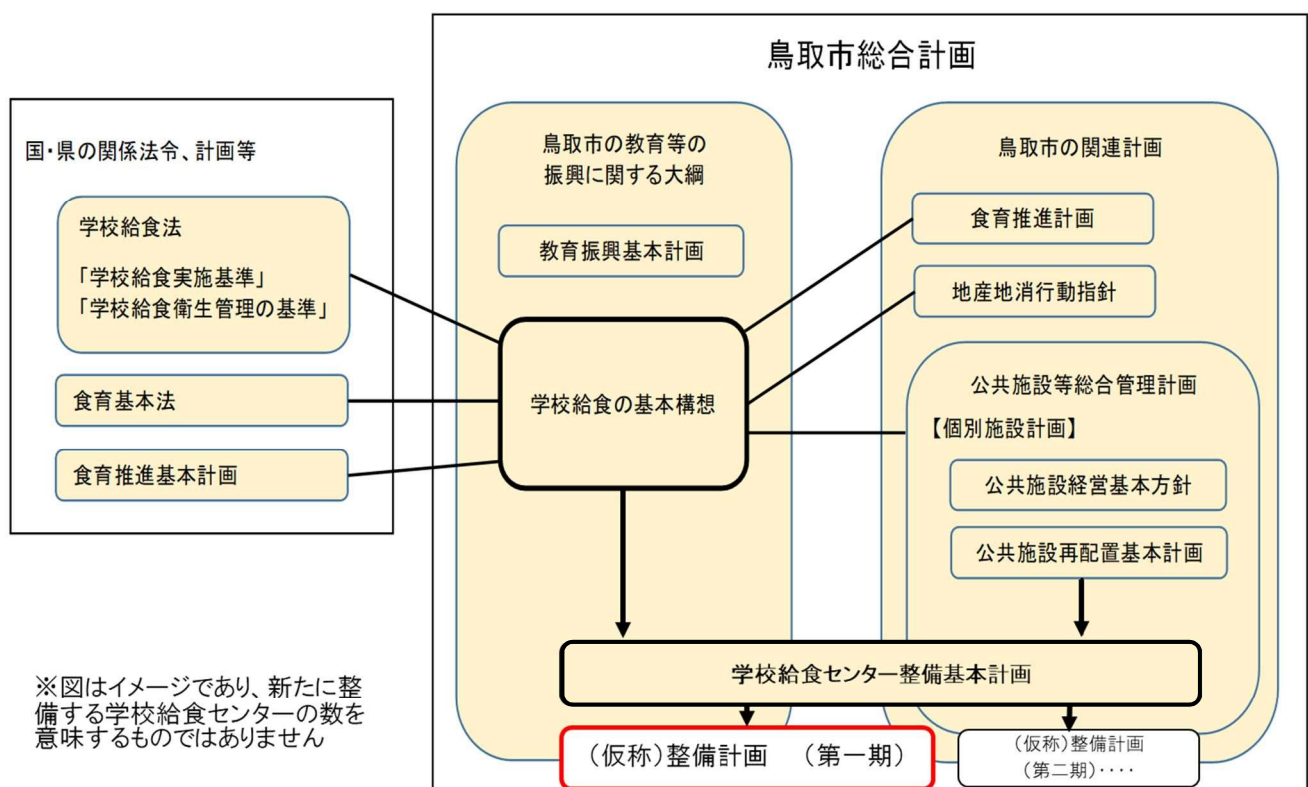 鳥取市総合計画
国・県の関係法令、計画等
学校給食法
「学校給食実施基準」
「学校給食衛生管理の基準」
食育基本法
食育推進基本計画
鳥取市の教育等の
振興に関する大綱
教育振興基本計画
学校給食の基本構想
鳥取市の関連計画
食育推進計画
地産地消行動指針
公共施設等総合管理計画
【個別施設計画】
公共施設経営基本方針
公共施設再配置基本計画
学校給食センター整備基本計画
（仮称）整備計画　（第一期）
（仮称）整備計画
（第二期）・・・・
※図はイメージであり、新たに整
備する学校給食センターの数を
意味するものではありません